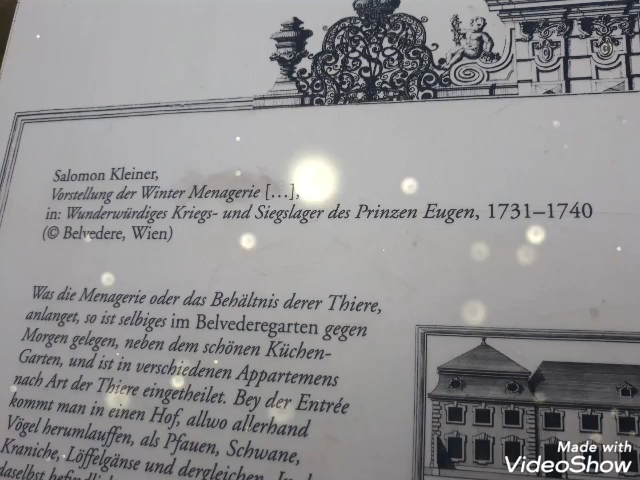 Salomon Kleiner,
Vorstellung der Winter Menagerie [...],
in: Wunderwürdiges Kriegs- und Siegslager des Prinzen Eugen, 1731–1740
(© Belvedere, Wien)
Was die Menagerie oder das Behältnis derer Thiere,
anlanget, so ist selbiges im Belvederegarten gegen
Morgen gelegen, neben dem schönen Küchen-
Garten, und ist in verschiedenen Appartemens
nach Art der Thiere eingetheilet. Bey der Entrée
kommt man in einen Hof, allwo allerhand
Vögel herumlauffen, als Pfauen, Schwane,
Kraniche, Löffelgänse und dergleichen.
daselbst
Made with
VideoShow